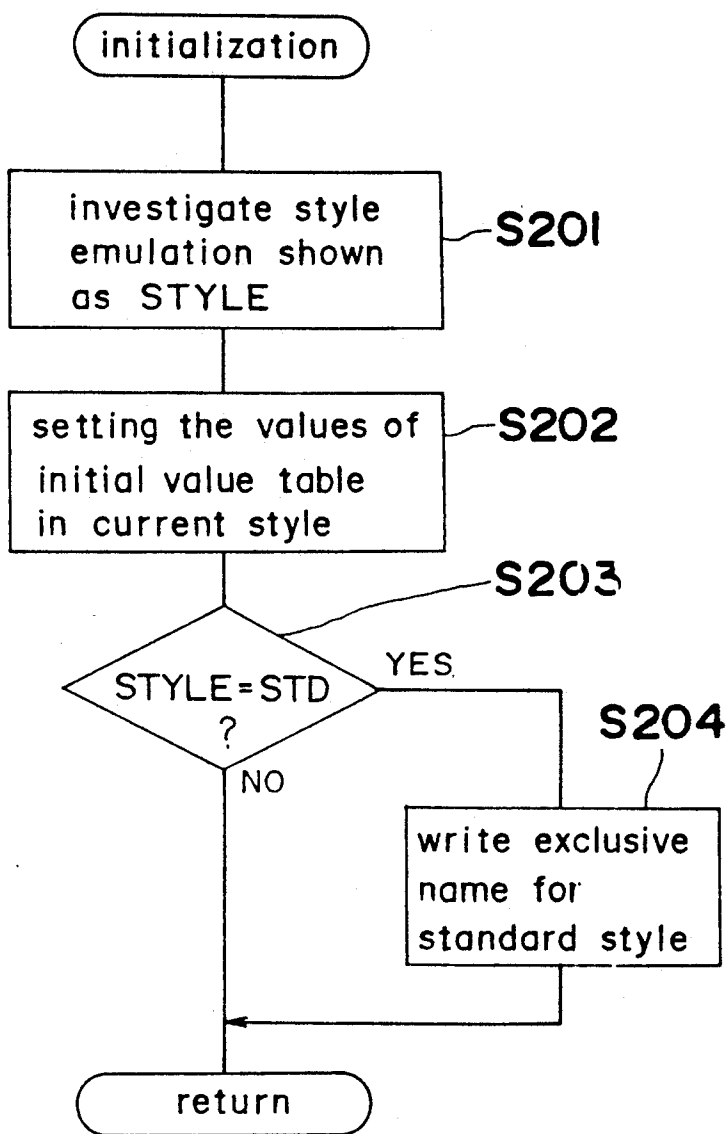 initialization
investigate style
emulation shown
as STYLE
S201
setting the values of
initial value table
in current style
S202
S203
STYLE=STD
?
YES
NO
S204
write exclusive
name for
standard style
return